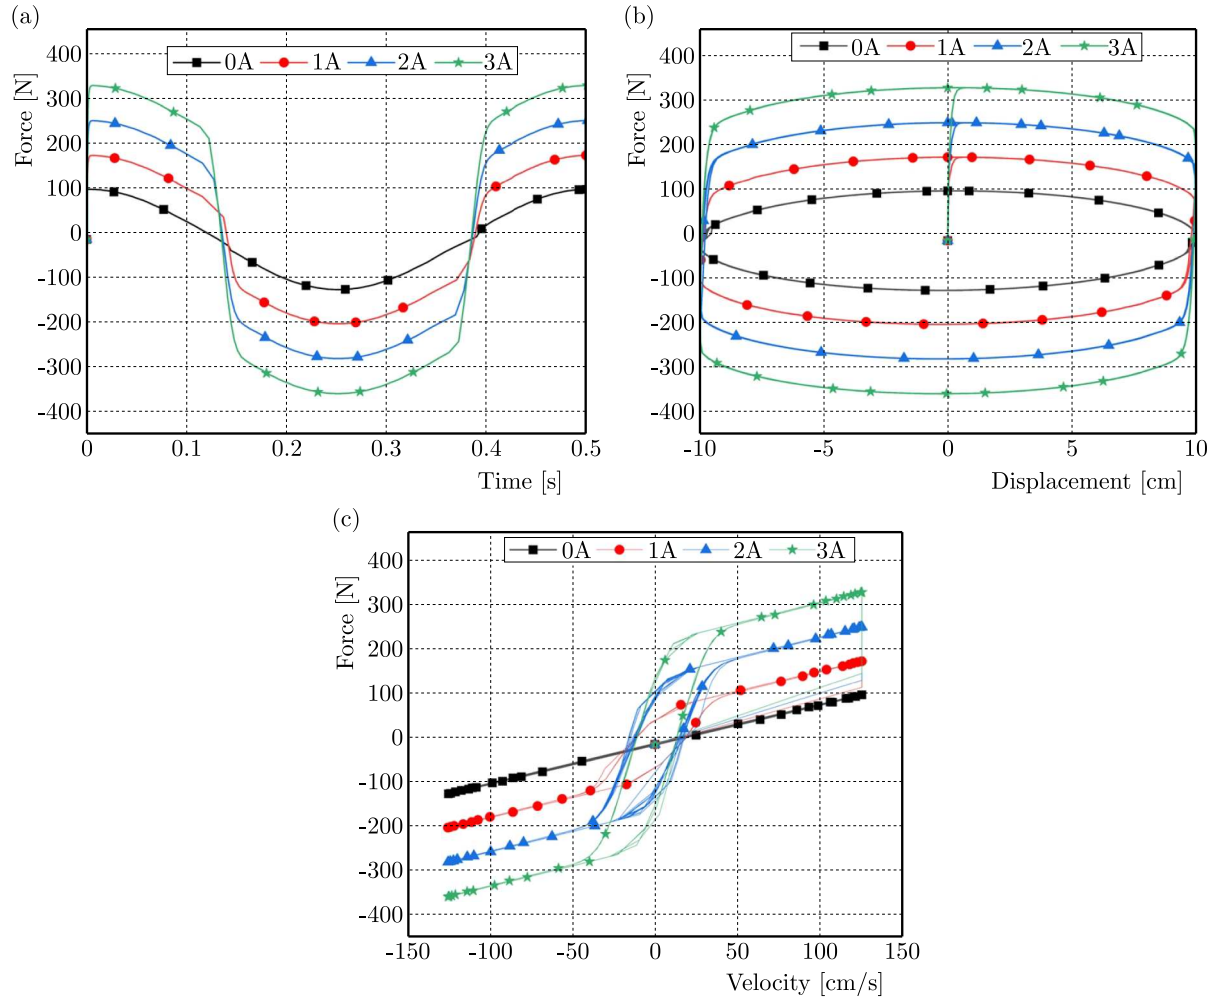 (a)
Force [N]
400
300
200
100
0
-100
-200
-300
-400
0A 1A 2A 3A
0 0.1 0.2 0.3 0.40 0.5
Time [s]
(b)
Force [N]
400
300
200
100
0
-100
-200
-300
-400
0A 1A 2A 3A
-10 -5 0 5 10
Displacement [cm]
(c)
Force [N]
400
300
200
100
0
-100
-200
-300
-400
0A 1A 2A 3A
-150 -100 -50 0 50 100 150
Velocity [cm/s]